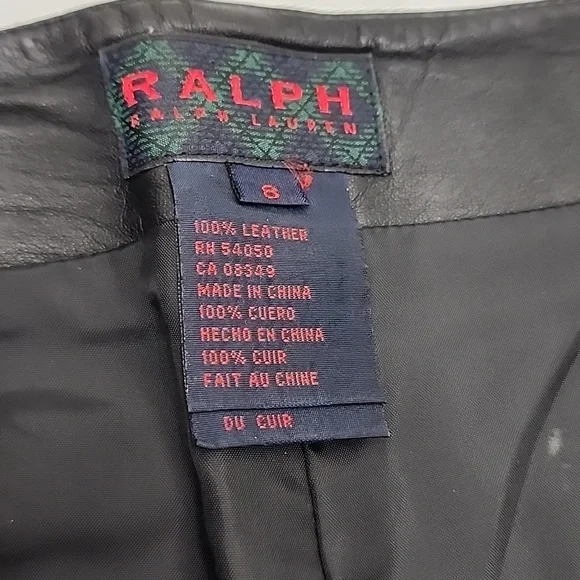 RALPH
RALPH LAUREN
8
100% LEATHER
RN 54050
CA 08349
MADE IN CHINA
100% CUERO
HECHO EN CHINA
100% CUIR
FAIT AU CHINE
DU CUIR